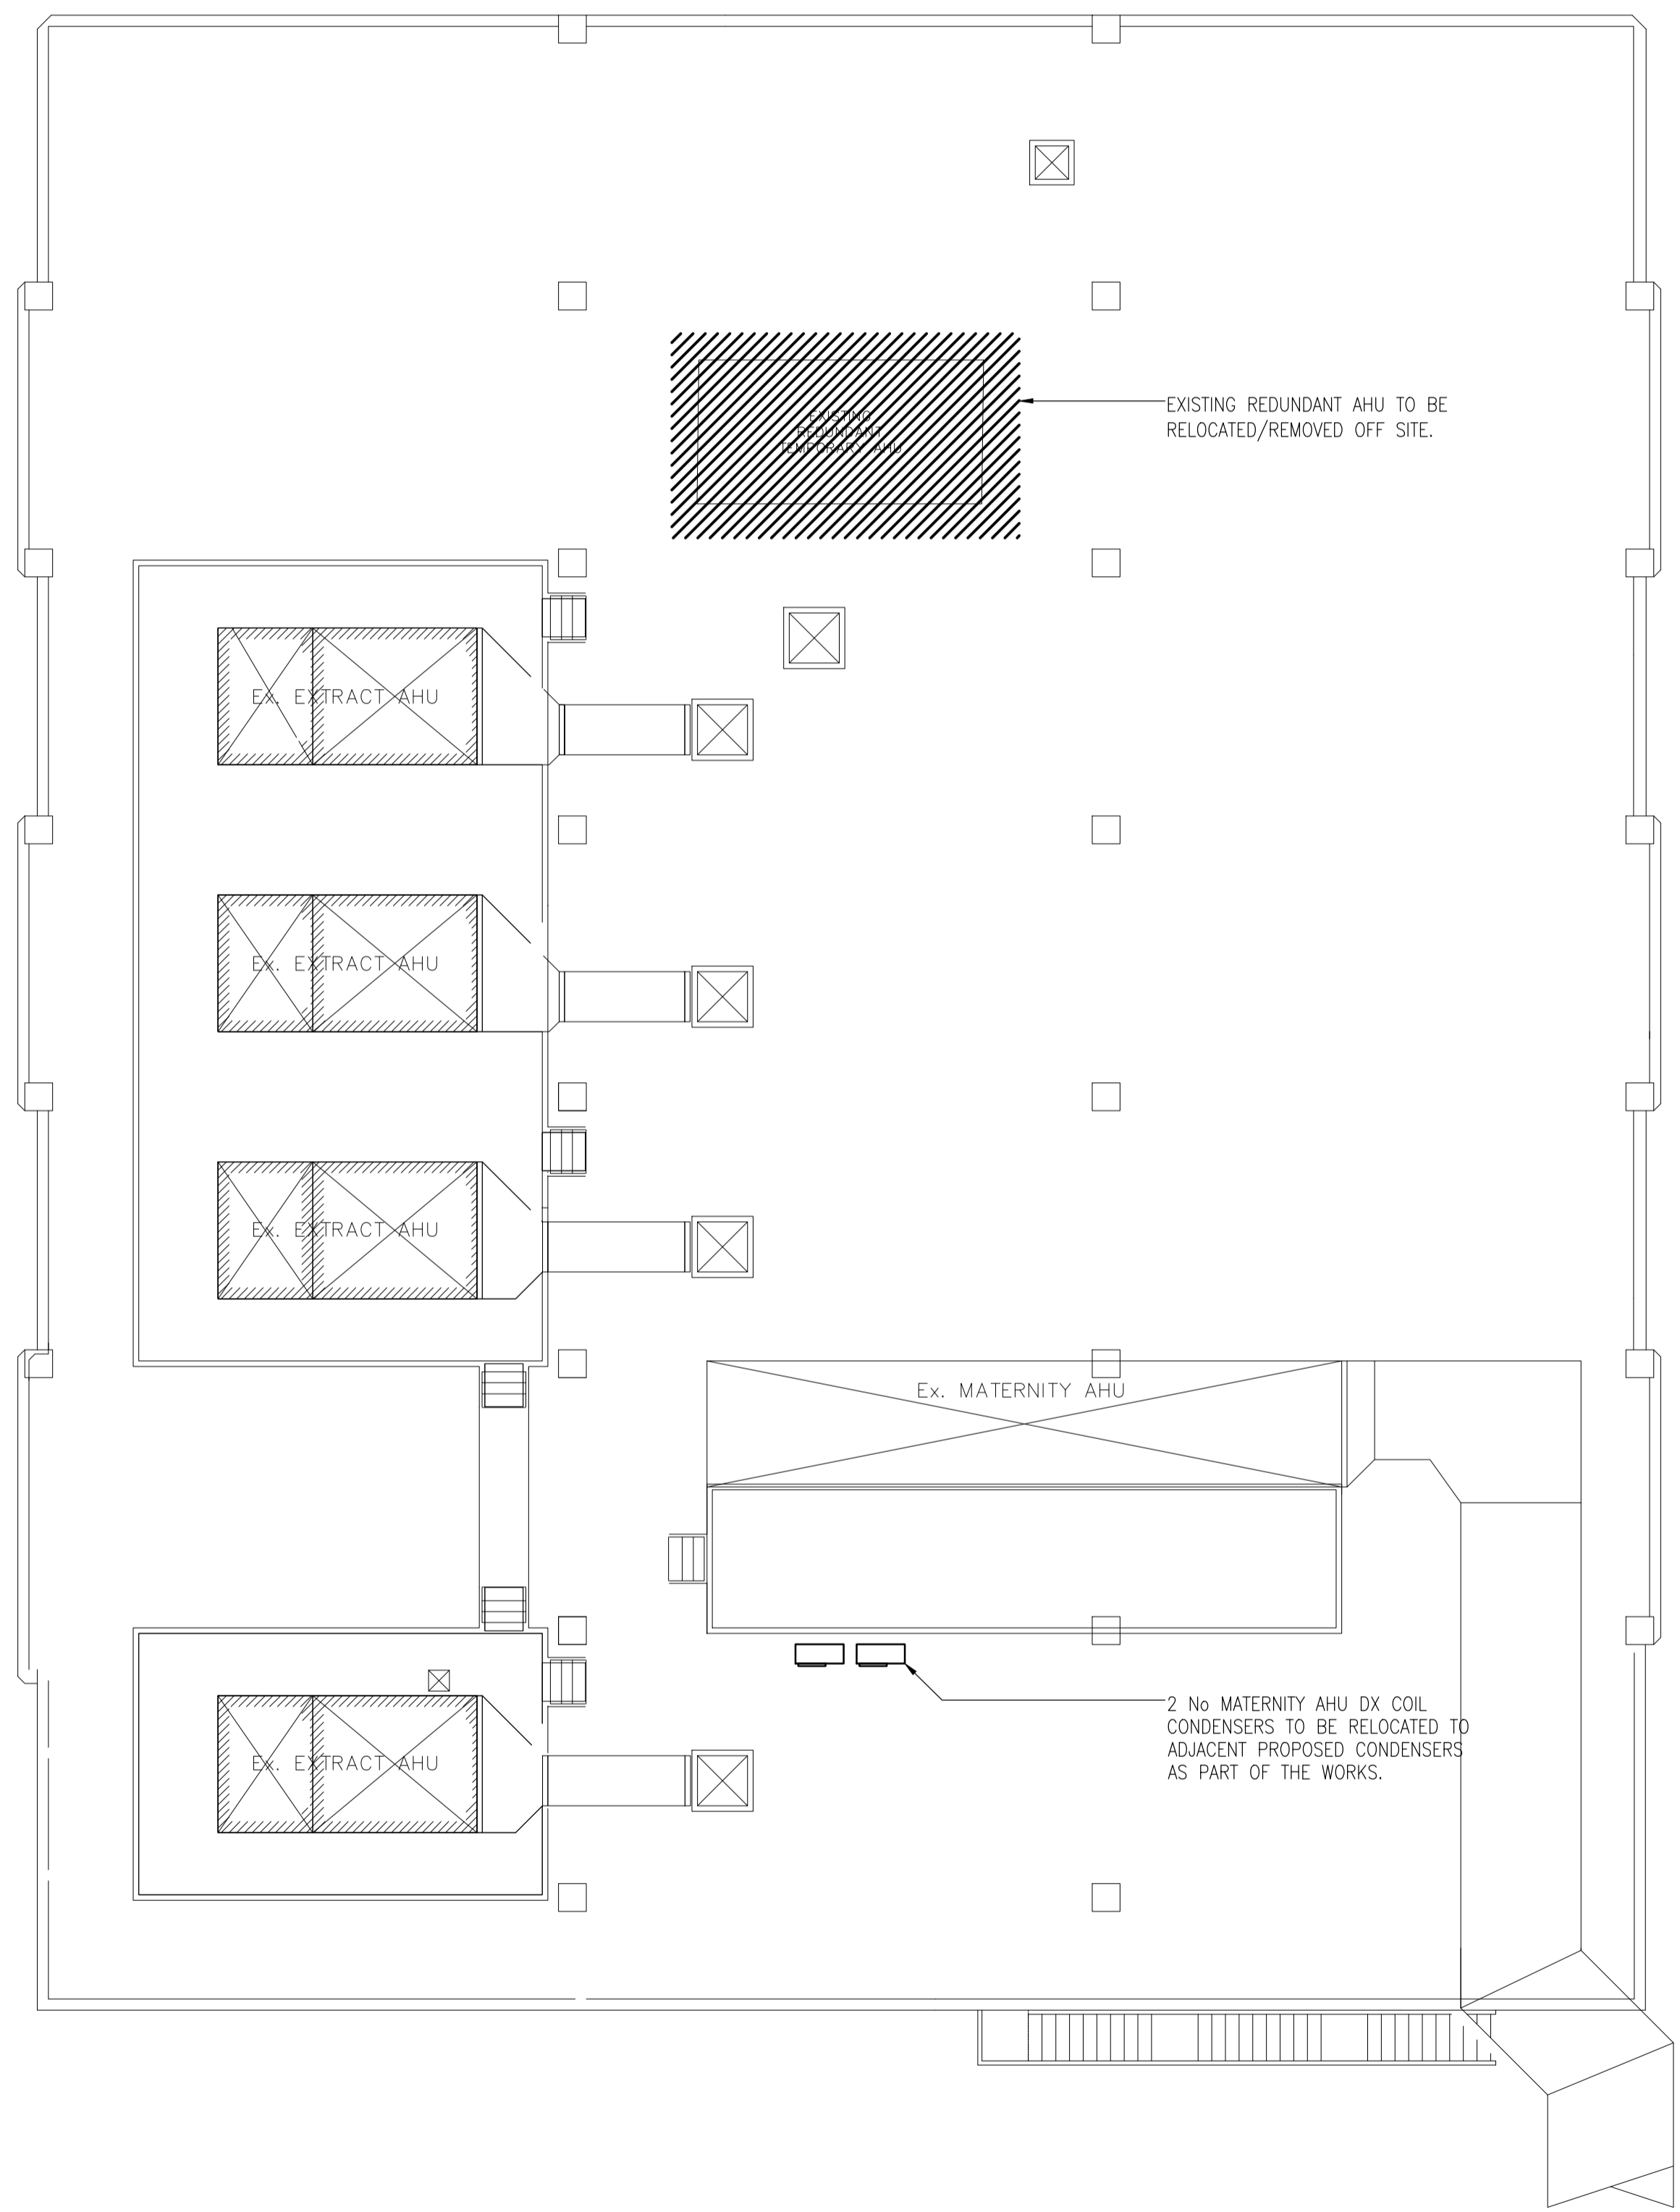 EXISTING
REDUNDANT
TEMPORARY AHU
EXISTING REDUNDANT AHU TO BE
RELOCATED/REMOVED OFF SITE.
Ex. EXTRACT AHU
Ex. EXTRACT AHU
Ex. EXTRACT AHU
Ex. MATERNITY AHU
2 No MATERNITY AHU DX COIL
CONDENSERS TO BE RELOCATED TO
ADJACENT PROPOSED CONDENSERS
AS PART OF THE WORKS.
Ex. EXTRACT AHU